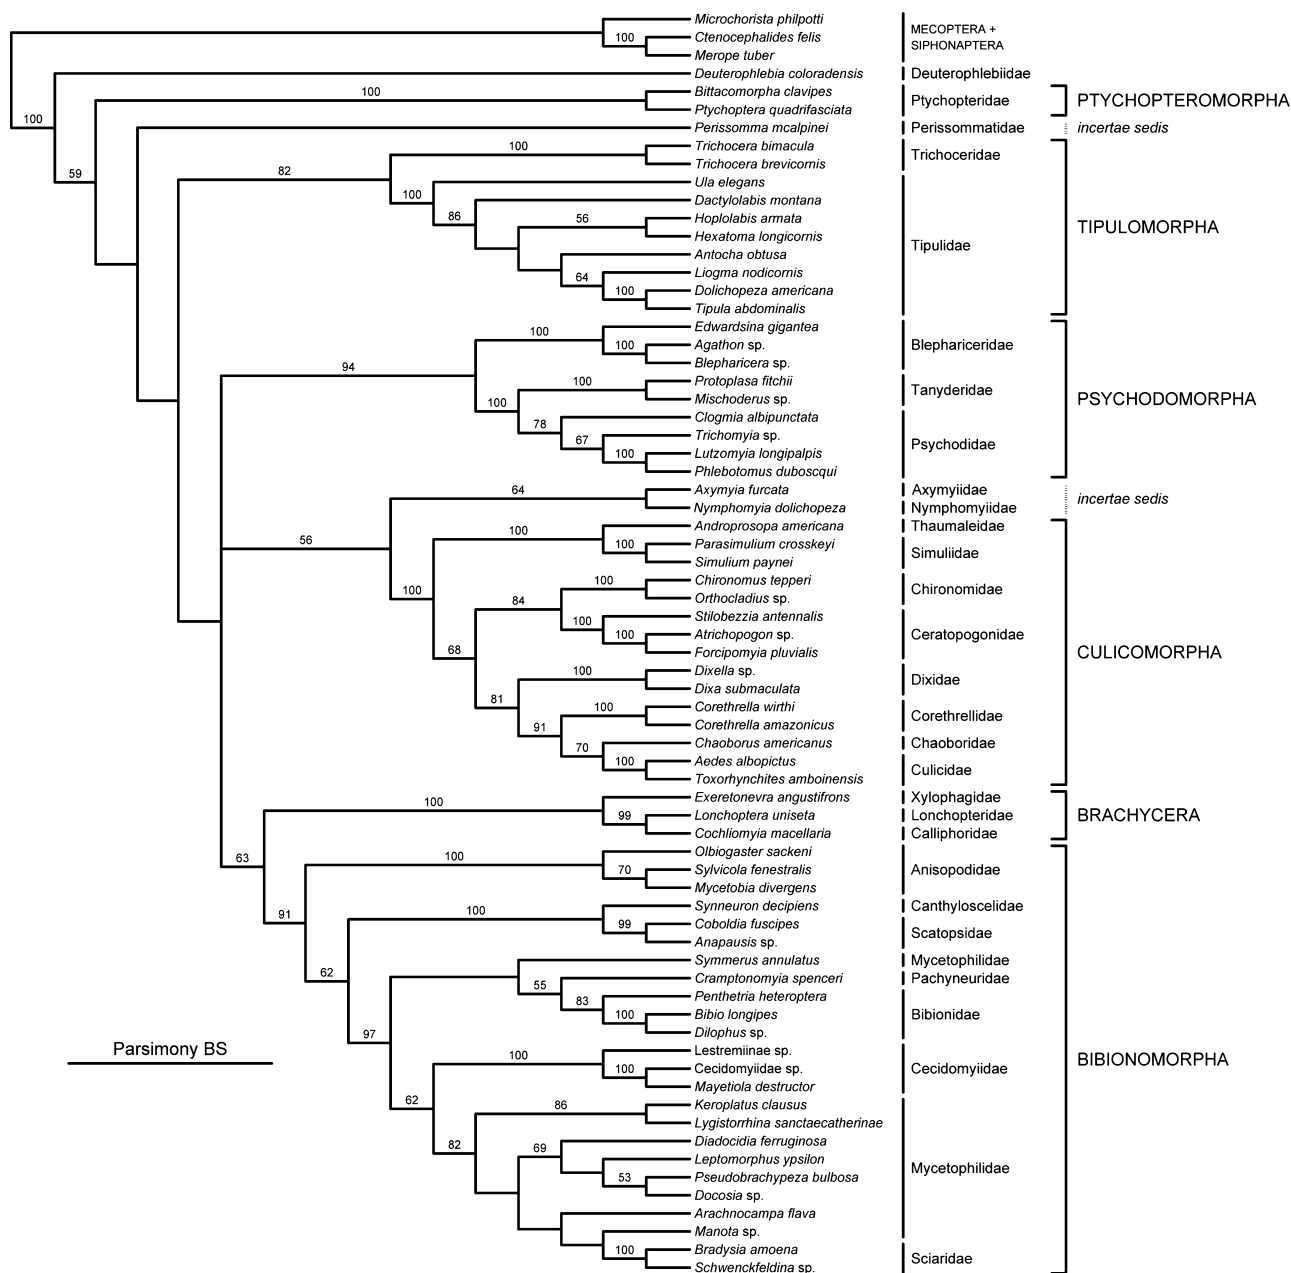 Microchorista philpotti
100 Ctenocephalides felis
Merope tuber
MECOPTERA +
SIPHONAPTERA
Deuterophlebia coloradensis Deuterophlebiidae
100 Bittacomorpha clavipes
Ptychoptera quadrifasciata
Ptychopteridae PTYCHOPTEROMORPHA
100
Perissomma mcalpinei Perissommatidae incertae sedis
59
100 Trichocera bimacula
Trichocera brevicornis
Trichoceridae
82
100
Ula elegans
86 Dactylolabis montana
56 Hoplolabis armata
Hexatoma longicornis
Antocha obtusa
64 Liogma nodicornis
100 Dolichopeza americana
Tipula abdominalis
Tipulidae
TIPULOMORPHA
100 Edwardsina gigantea
100 Agathon sp.
Blepharicera sp.
Blephariceridae
94
100 Protoplasa fitchii
Mischoderus sp.
Tanyderidae
100
78 Clogmia albipunctata
67 Trichomyia sp.
100 Lutzomyia longipalpis
Phlebotomus duboscqui
Psychodidae
PSYCHODOMORPHA
64 Axymyia furcata Axymyiidae
Nymphomyia dolichopeza Nymphomyiidae
incertae sedis
56
100 Androprosopa americana Thaumaleidae
100 Parasimulium crosskeyi
Simulium paynei
Simuliidae
100
100 Chironomus tepperi
Orthocladius sp.
Chironomidae
84
100 Stilobezzia antennalis
100 Atrichopogon sp.
Forcipomyia pluvialis
Ceratopogonidae
68
100 Dixella sp.
Dixa submaculata
Dixidae
81
100 Corethrella wirthi
Corethrella amazonicus
Corethrellidae
91
70 Chaoborus americanus Chaoboridae
100 Aedes albopictus
Toxorhynchites amboinensis
Culicidae
CULICOMORPHA
100 Exeretonevra angustifrons Xylophagidae
99 Lonchoptera uniseta Lonchopteridae
Cochliomyia macellaria Calliphoridae
BRACHYCERA
63
100 Olbiogaster sackeni
70 Sylvicola fenestralis
Mycetobia divergens
Anisopodidae
91
100 Synneuron decipiens Canthyloscelidae
99 Coboldia fuscipes
Anapausis sp.
Scatopsidae
62
Symmerus annulatus Mycetophilidae
55 Cramptonomyia spenceri Pachyneuridae
83 Penthetria heteroptera
100 Bibio longipes
Dilophus sp.
Bibionidae
97
100 Lestremiinae sp.
100 Cecidomyiidae sp.
Mayetiola destructor
Cecidomyiidae
62
86 Keroplatus clausus
Lygistorrhina sanctaecatherinae
82
69 Diadocidia ferruginosa
Leptomorphus ypsilon
53 Pseudobrachypeza bulbosa
Docosia sp.
Arachnocampa flava
Manota sp.
Mycetophilidae
100 Bradysia amoena
Schwenckfeldina sp.
Sciaridae
BIBIONOMORPHA
Parsimony BS